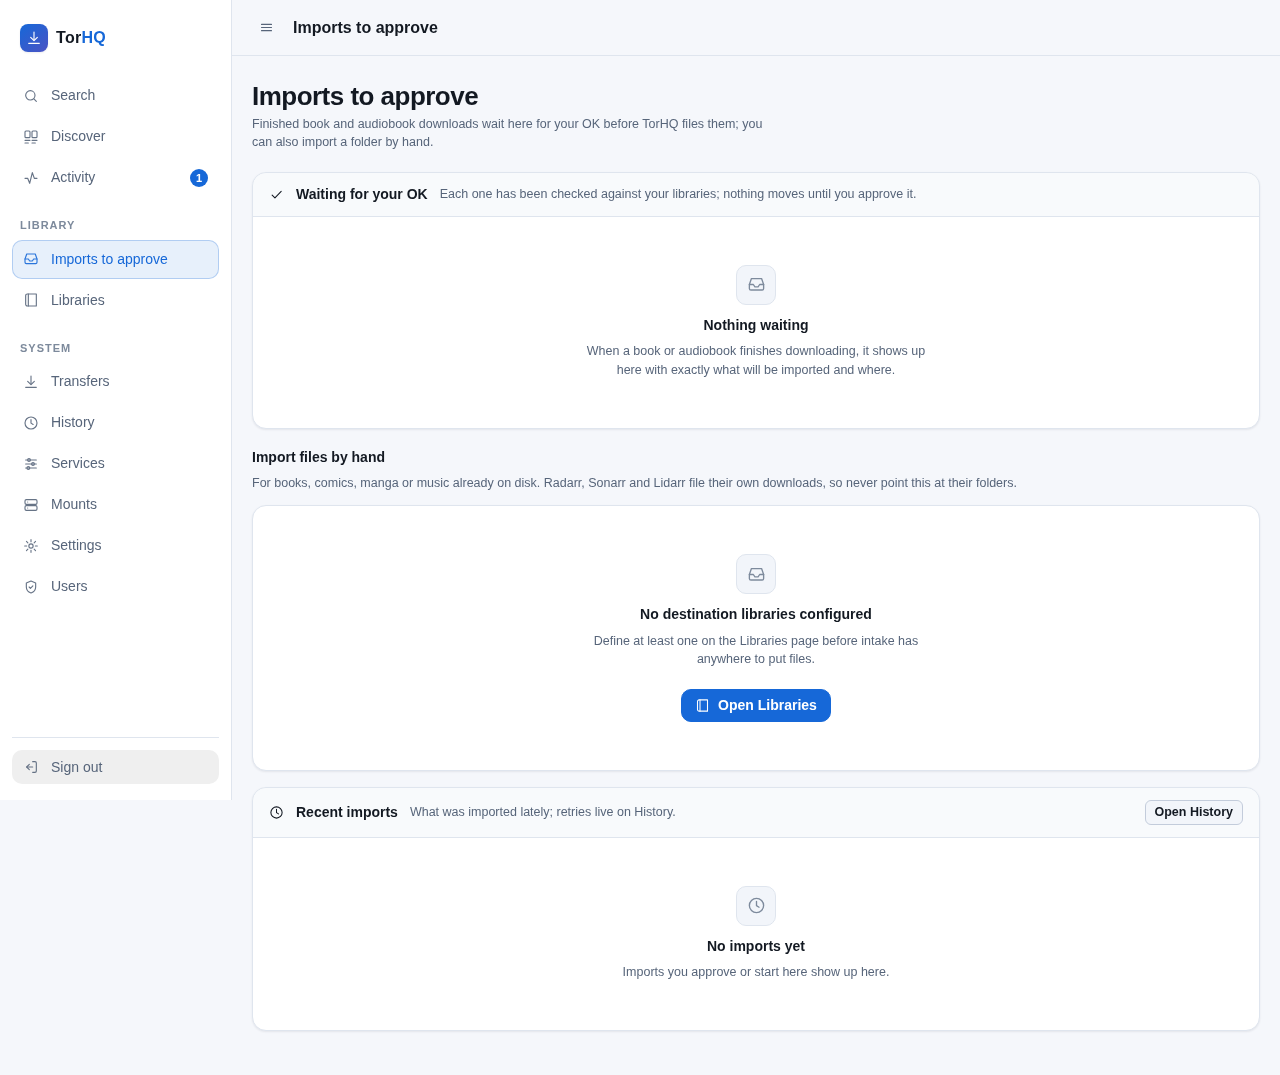 TorHQ
Search
Discover
Activity
1
LIBRARY
Imports to approve
Libraries
SYSTEM
Transfers
History
Services
Mounts
Settings
Users
Sign out
Imports to approve
Imports to approve
Finished book and audiobook downloads wait here for your OK before TorHQ files them; you
can also import a folder by hand.
Waiting for your OK
Each one has been checked against your libraries; nothing moves until you approve it.
Nothing waiting
When a book or audiobook finishes downloading, it shows up
here with exactly what will be imported and where.
Import files by hand
For books, comics, manga or music already on disk. Radarr, Sonarr and Lidarr file their own downloads, so never point this at their folders.
No destination libraries configured
Define at least one on the Libraries page before intake has
anywhere to put files.
Open Libraries
Recent imports
What was imported lately; retries live on History.
Open History
No imports yet
Imports you approve or start here show up here.